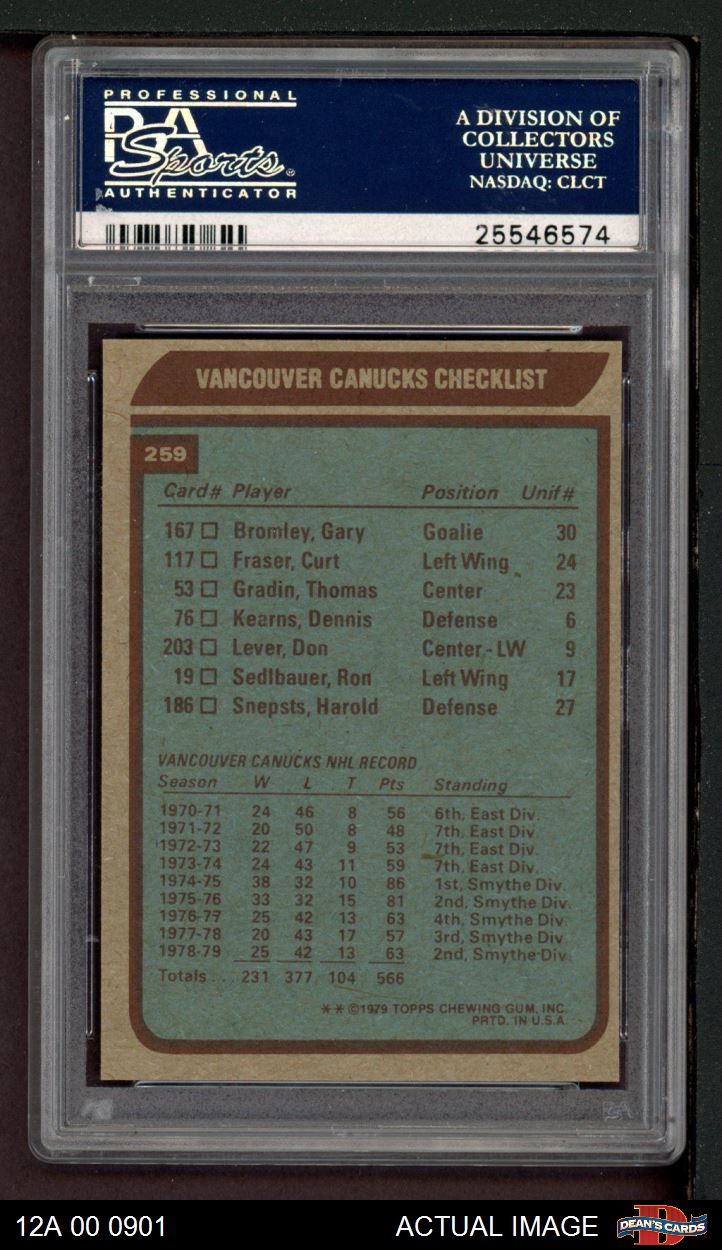 PROFESSIONAL
PSA
Sports®
AUTHENTICATOR
A DIVISION OF
COLLECTORS
UNIVERSE
NASDAQ: CLCT
25546574
VANCOUVER CANUCKS CHECKLIST
259
Card# Player Position Unif#
167 □ Bromley, Gary Goalie 30
117 □ Fraser, Curt Left Wing 24
53 □ Gradin, Thomas Center 23
76 □ Kearns, Dennis Defense 6
203 □ Lever, Don Center-LW 9
19 □ Sedlbauer, Ron Left Wing 17
186 □ Snepsts, Harold Defense 27
VANCOUVER CANUCKS NHL RECORD
Season W L T Pts Standing
1970-71 24 46 8 56 6th, East Div.
1971-72 20 50 8 48 7th, East Div.
1972-73 22 47 9 53 7th, East Div.
1973-74 24 43 11 59 7th, East Div.
1974-75 38 32 10 86 1st, Smythe Div.
1975-76 33 32 15 81 2nd, Smythe Div.
1976-77 25 42 13 63 4th, Smythe Div.
1977-78 20 43 17 57 3rd, Smythe Div.
1978-79 25 42 13 63 2nd, Smythe Div.
Totals . . . 231 377 104 566
** ©1979 TOPPS CHEWING GUM, INC.
PRTD. IN U.S.A.
12A 00 0901
ACTUAL IMAGE
DEAN'S CARDS